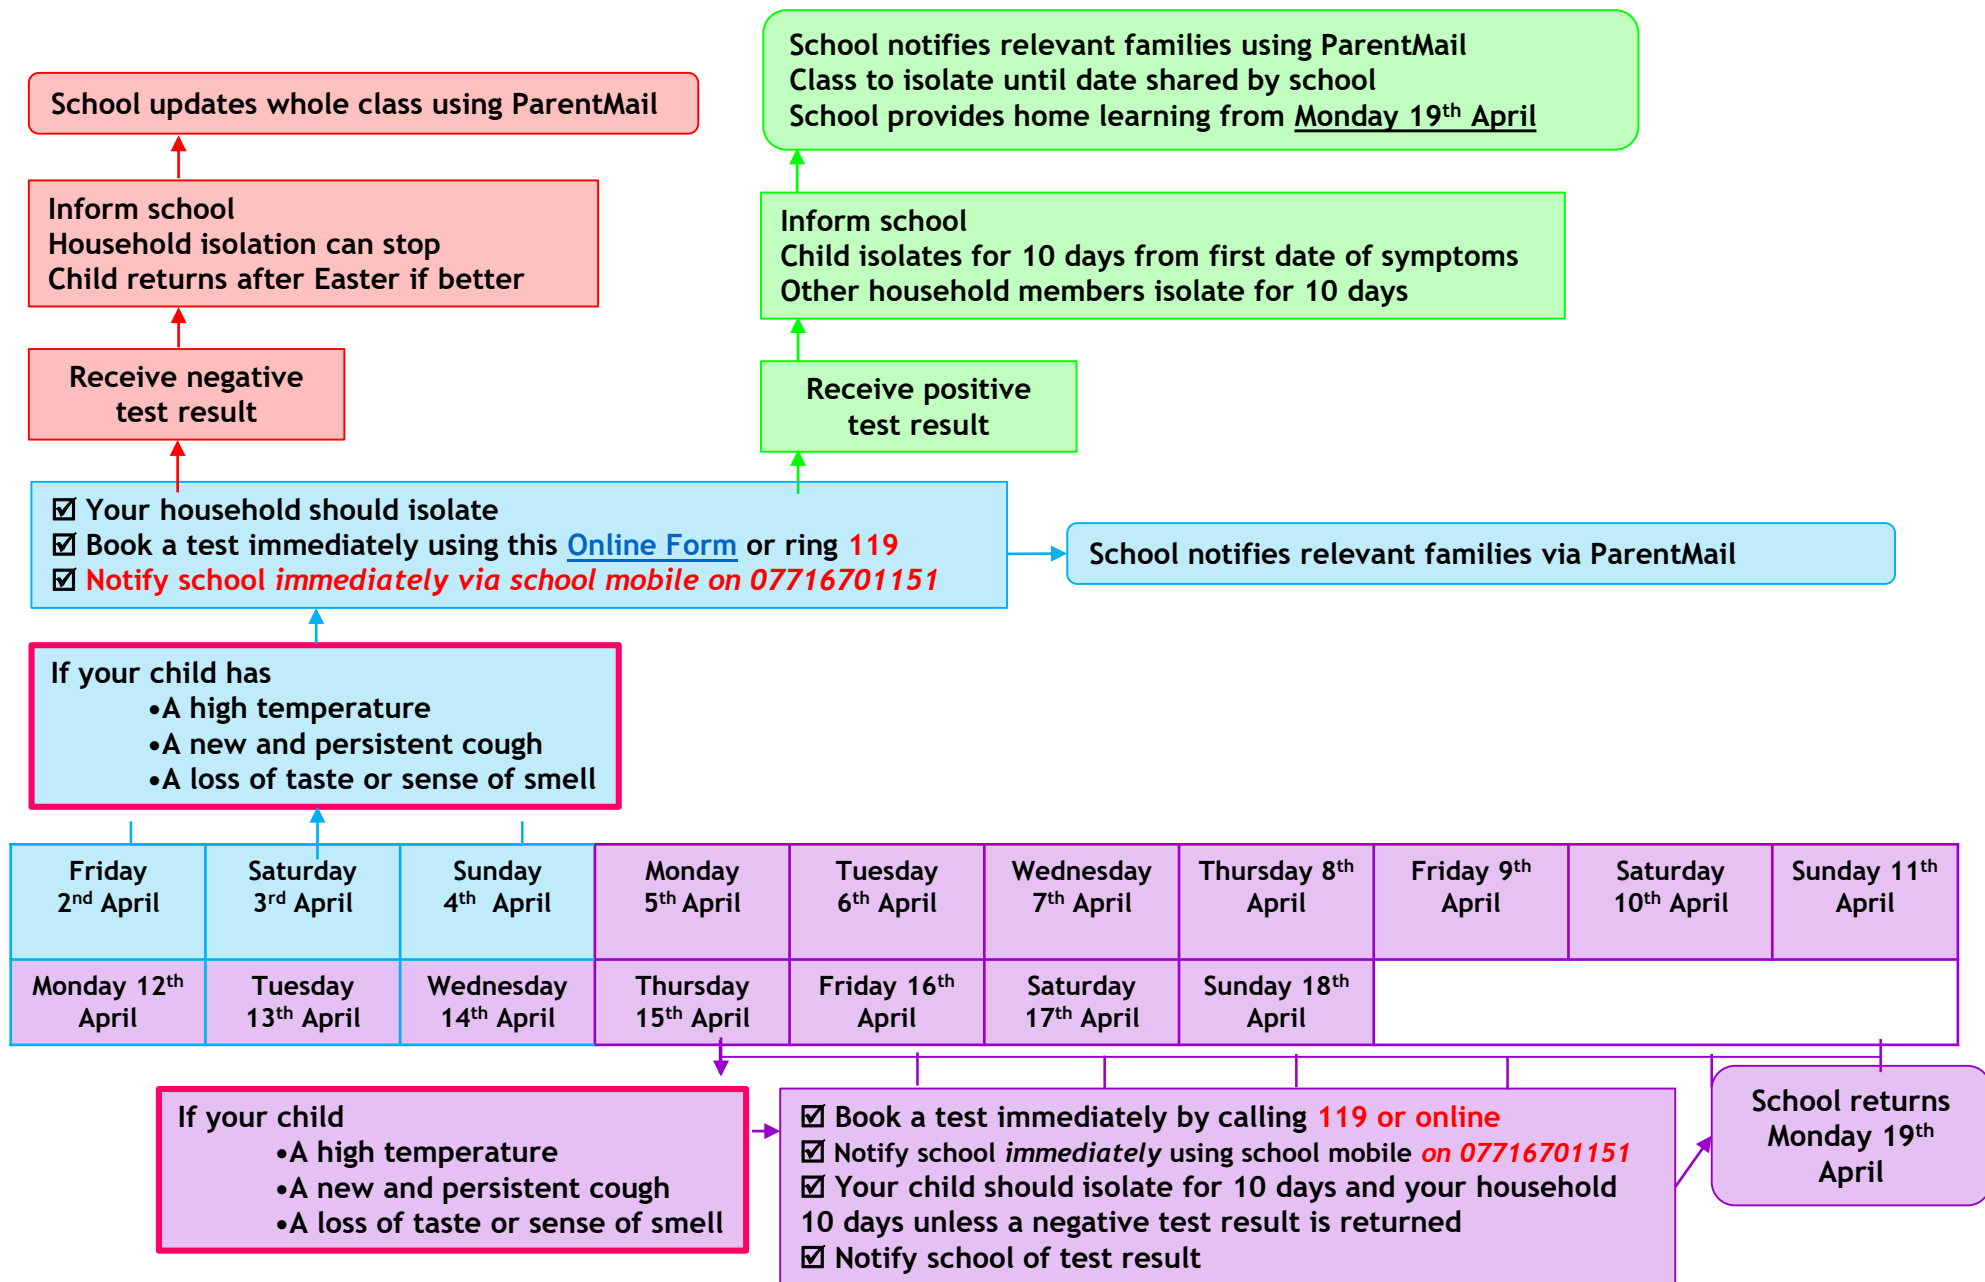 School notifies relevant families using ParentMail
Class to isolate until date shared by school
School provides home learning from Monday 19th April
School updates whole class using ParentMail
Inform school
Household isolation can stop
Child returns after Easter if better
Inform school
Child isolates for 10 days from first date of symptoms
Other household members isolate for 10 days
Receive negative
test result
Receive positive
test result
☑ Your household should isolate
☑ Book a test immediately using this Online Form or ring 119
☑ Notify school immediately via school mobile on 07716701151
School notifies relevant families via ParentMail
If your child has
•A high temperature
•A new and persistent cough
•A loss of taste or sense of smell
Friday
2nd April
Saturday
3rd April
Sunday
4th April
Monday
5th April
Tuesday
6th April
Wednesday
7th April
Thursday 8th
April
Friday 9th
April
Saturday
10th April
Sunday 11th
April
Monday 12th
April
Tuesday
13th April
Wednesday
14th April
Thursday
15th April
Friday 16th
April
Saturday
17th April
Sunday 18th
April
If your child
•A high temperature
•A new and persistent cough
•A loss of taste or sense of smell
☑ Book a test immediately by calling 119 or online
☑ Notify school immediately using school mobile on 07716701151
☑ Your child should isolate for 10 days and your household
10 days unless a negative test result is returned
☑ Notify school of test result
School returns
Monday 19th
April